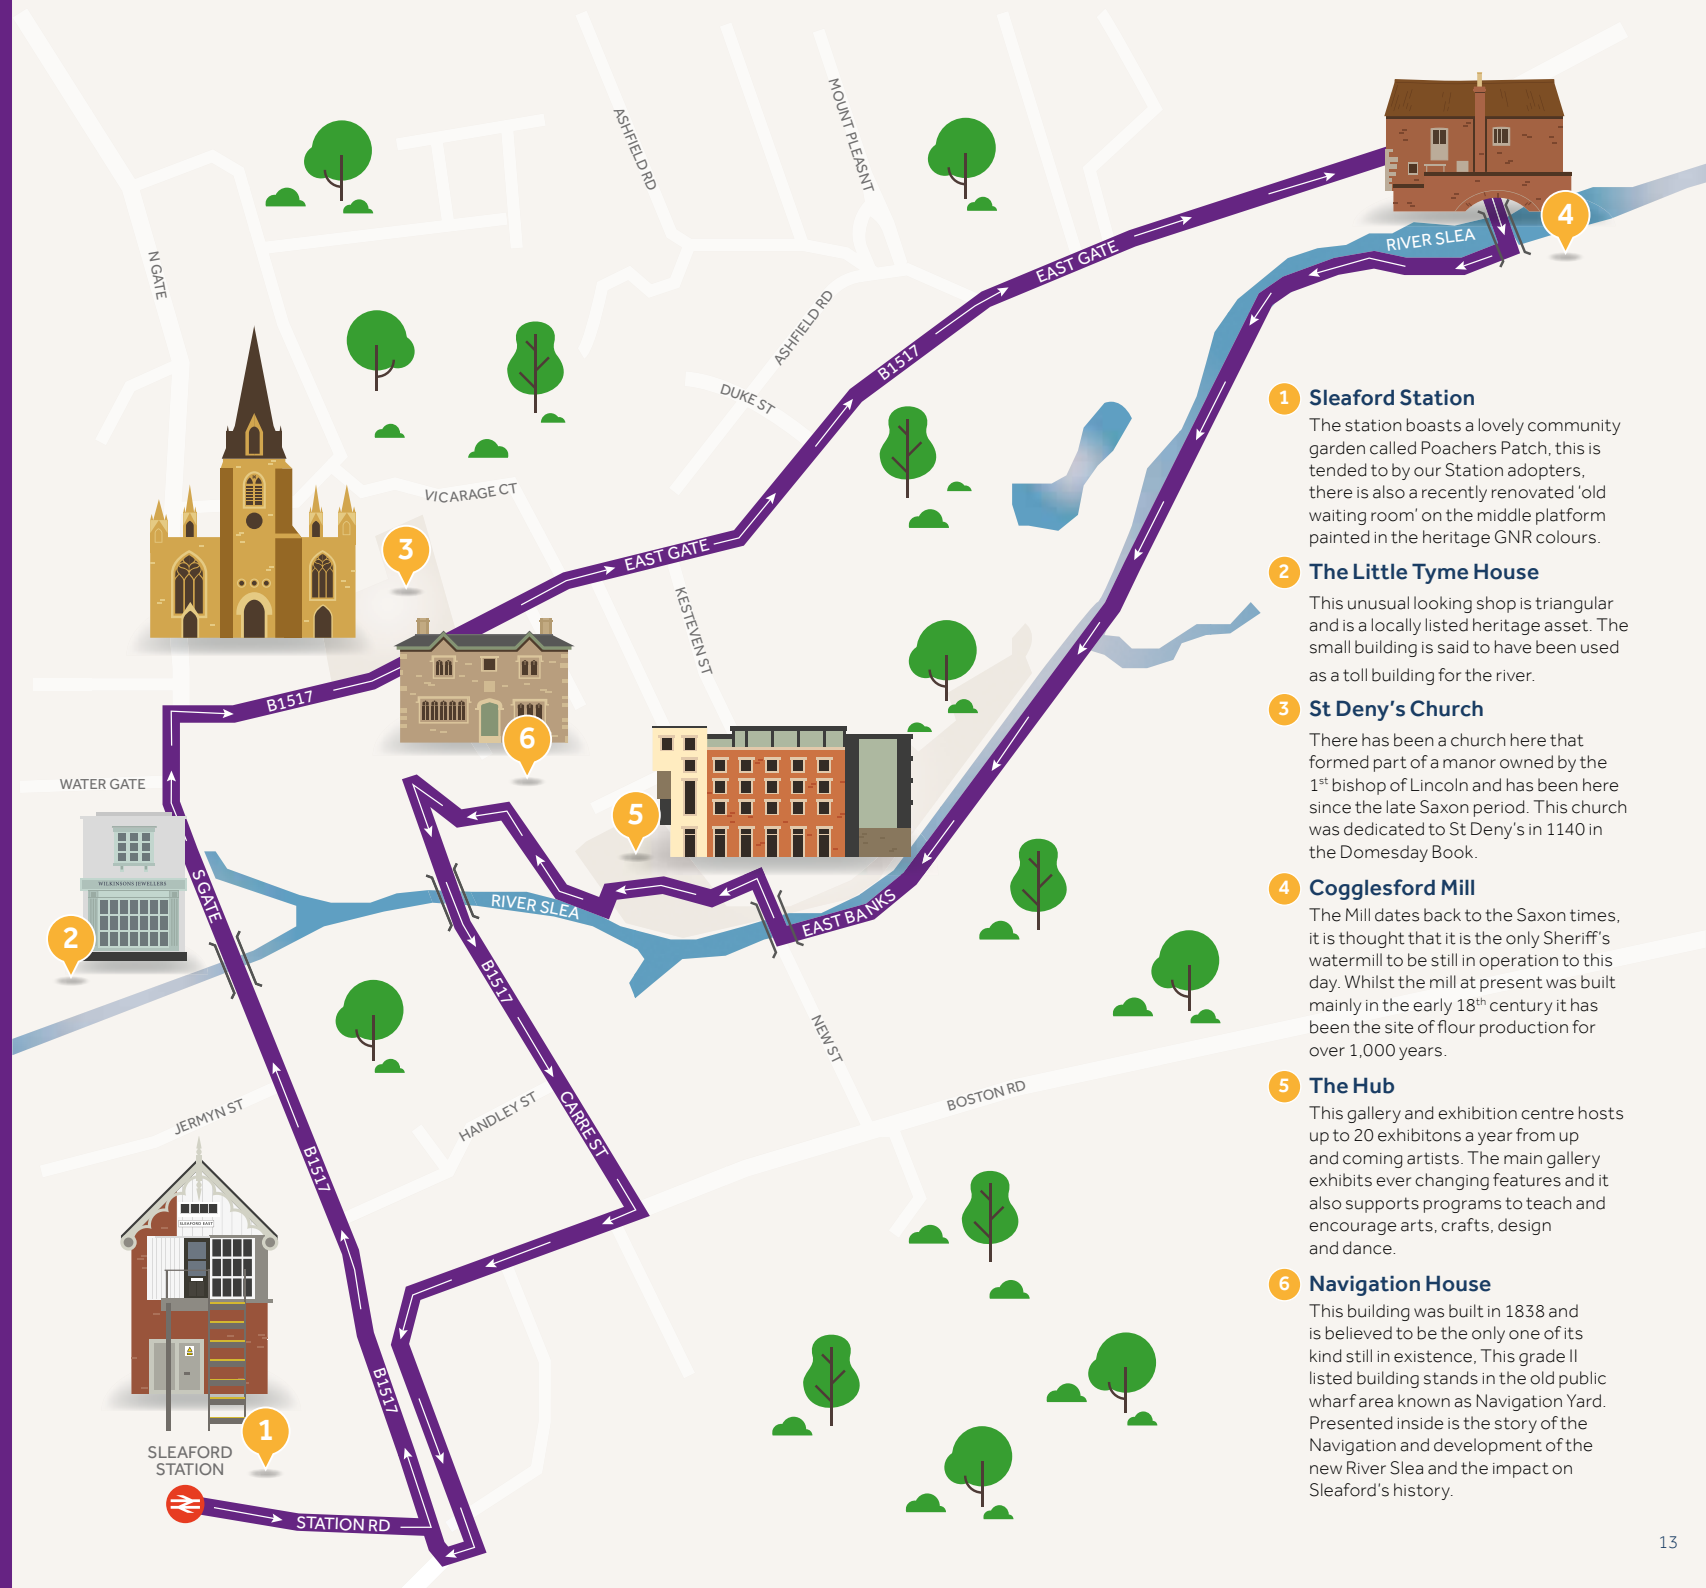 ASHFIELD RD
MOUNT PLEASNT
N GATE
RIVER SLEA
4
EAST GATE
ASHFIELD RD
B1517
DUKE ST
VICARAGE CT
3
EAST GATE
KESTEVEN ST
B1517
6
WATER GATE
5
WILKINSONS JEWELLERS
S GATE
RIVER SLEA
EAST BANKS
2
B1517
NEW ST
BOSTON RD
JERMYN ST
HANDLEY ST
CARRE ST
B1517
SLEAFORD EAST
B1517
1
SLEAFORD
STATION
STATION RD
1 Sleaford Station
The station boasts a lovely community
garden called Poachers Patch, this is
tended to by our Station adopters,
there is also a recently renovated ‘old
waiting room’ on the middle platform
painted in the heritage GNR colours.
2 The Little Tyme House
This unusual looking shop is triangular
and is a locally listed heritage asset. The
small building is said to have been used
as a toll building for the river.
3 St Deny’s Church
There has been a church here that
formed part of a manor owned by the
1st bishop of Lincoln and has been here
since the late Saxon period. This church
was dedicated to St Deny’s in 1140 in
the Domesday Book.
4 Cogglesford Mill
The Mill dates back to the Saxon times,
it is thought that it is the only Sheriff’s
watermill to be still in operation to this
day. Whilst the mill at present was built
mainly in the early 18th century it has
been the site of flour production for
over 1,000 years.
5 The Hub
This gallery and exhibition centre hosts
up to 20 exhibitons a year from up
and coming artists. The main gallery
exhibits ever changing features and it
also supports programs to teach and
encourage arts, crafts, design
and dance.
6 Navigation House
This building was built in 1838 and
is believed to be the only one of its
kind still in existence, This grade II
listed building stands in the old public
wharf area known as Navigation Yard.
Presented inside is the story of the
Navigation and development of the
new River Slea and the impact on
Sleaford’s history.
13